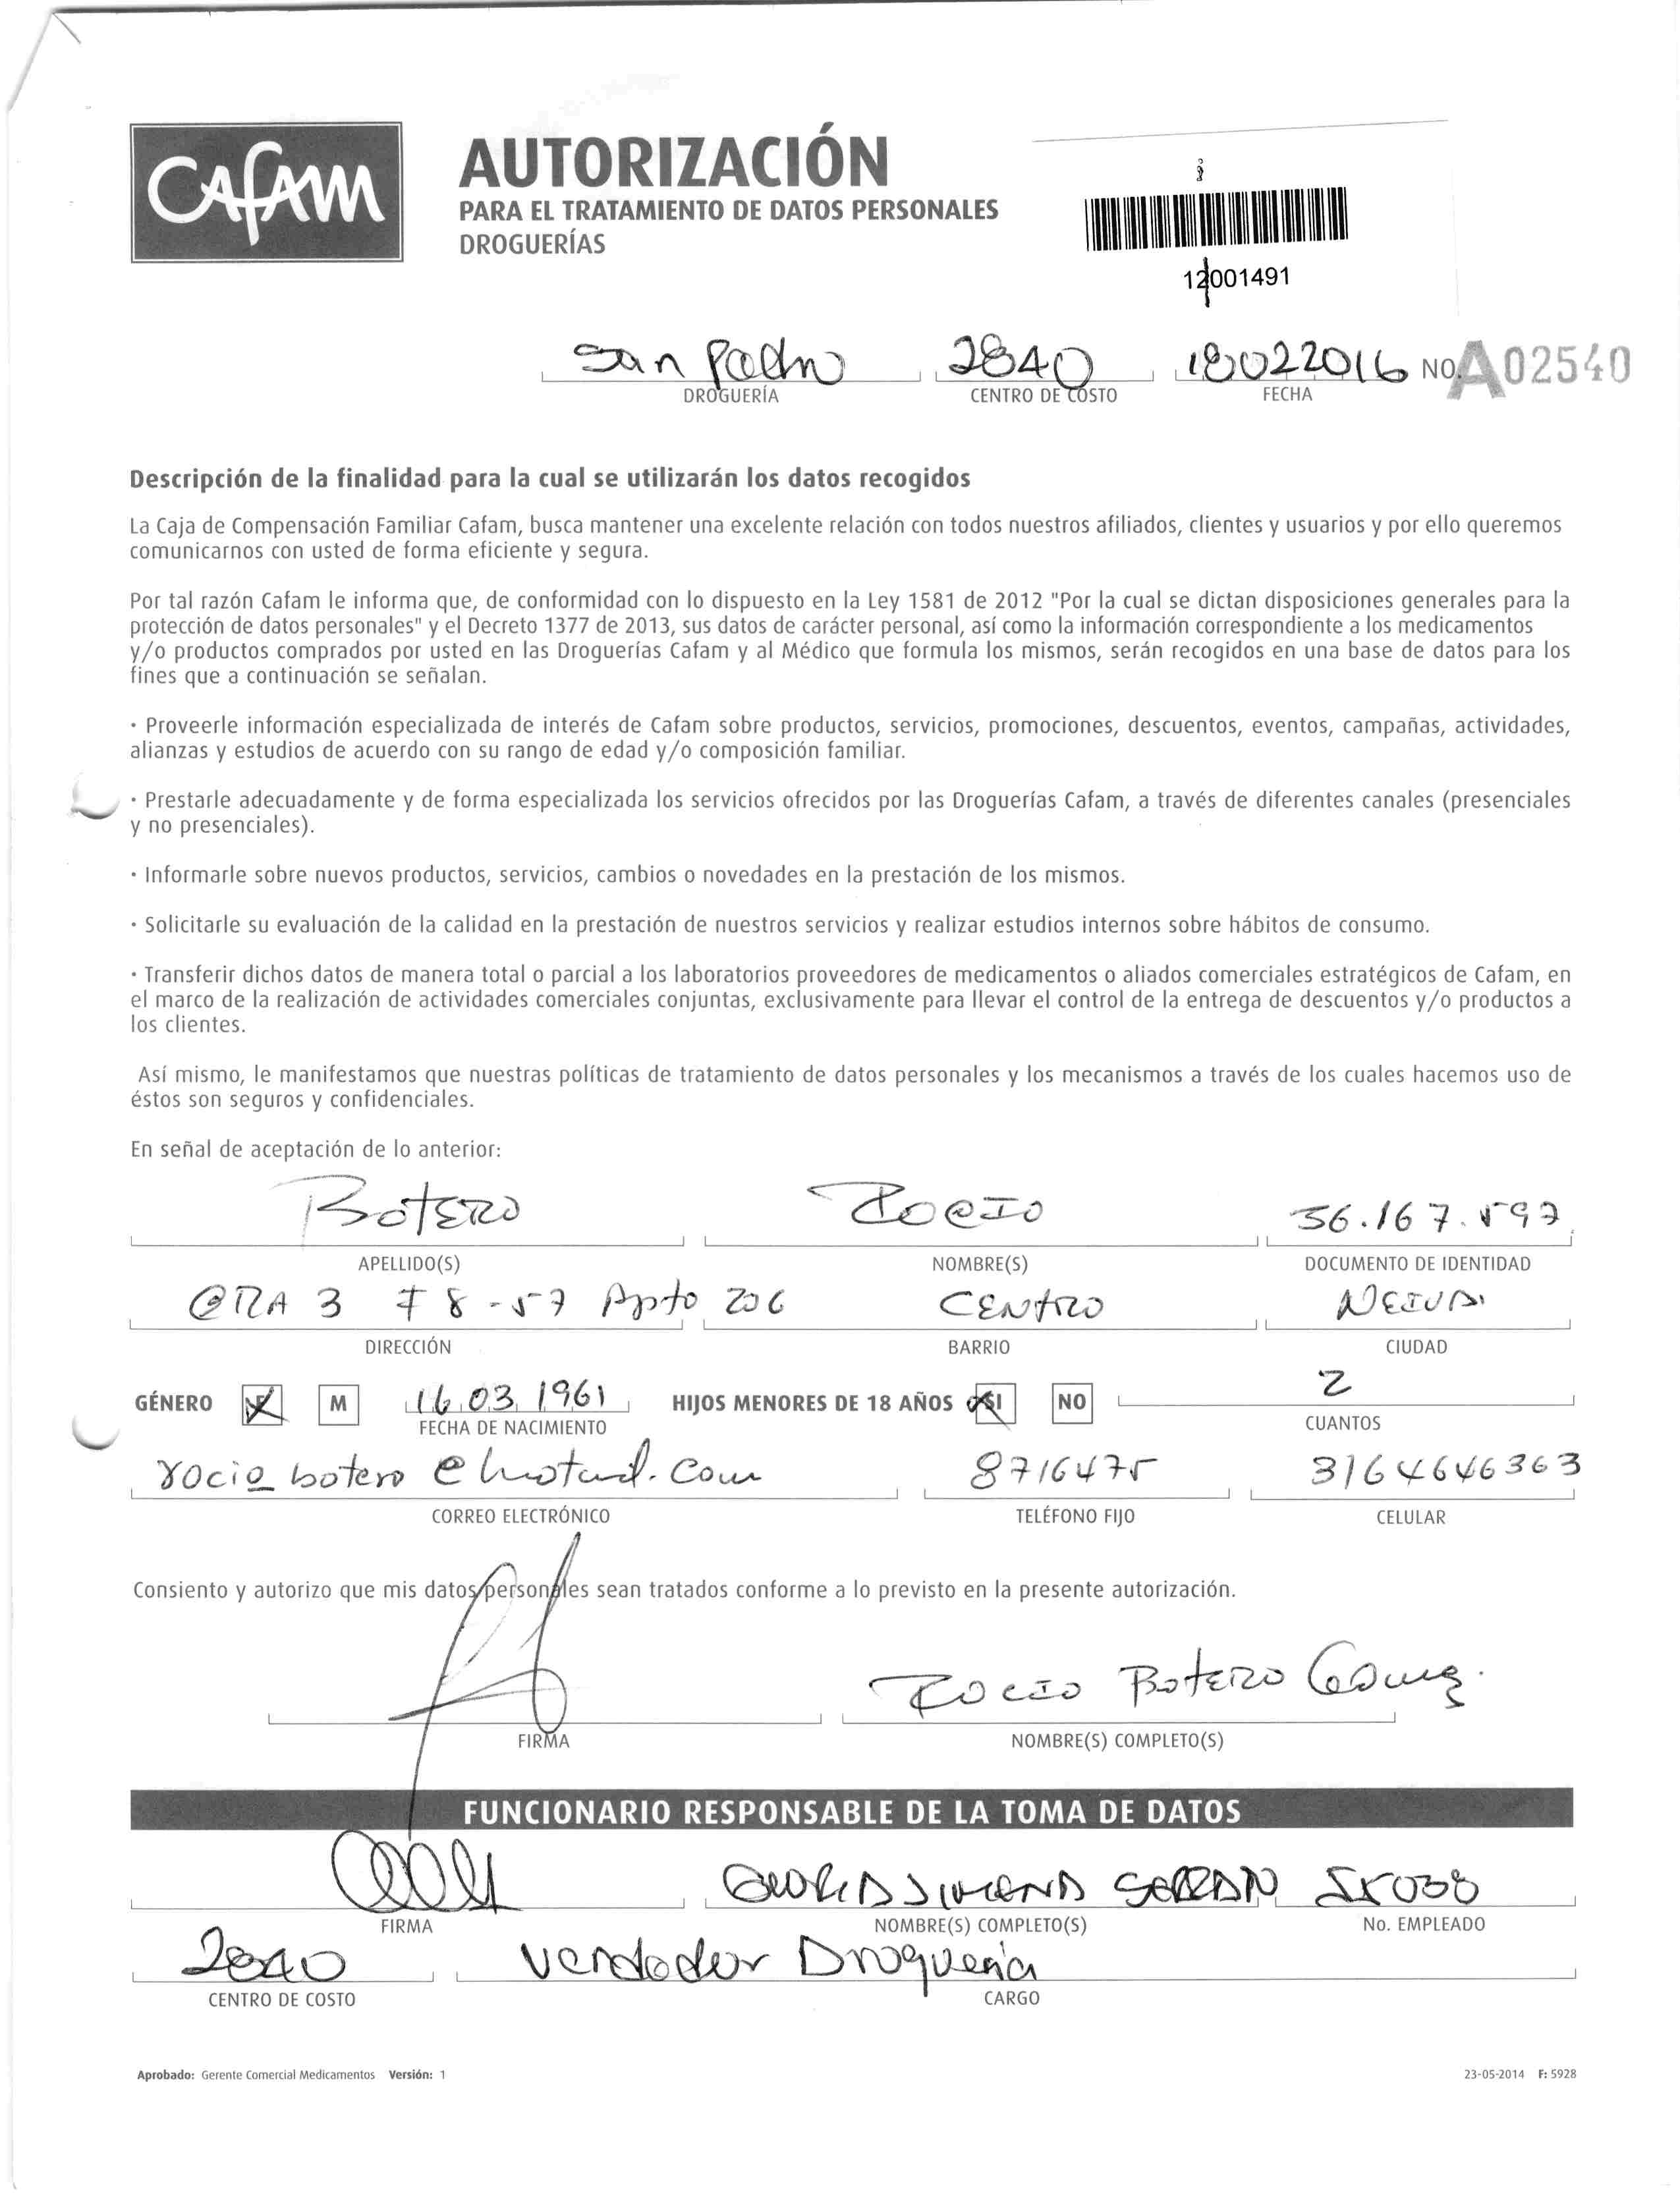 CAFAM
AUTORIZACIÓN
PARA EL TRATAMIENTO DE DATOS PERSONALES
DROGUERÍAS
12001491
San Pedro 2840 18022016 NO. A02540
DROGUERÍA CENTRO DE COSTO FECHA
Descripción de la finalidad para la cual se utilizarán los datos recogidos
La Caja de Compensación Familiar Cafam, busca mantener una excelente relación con todos nuestros afiliados, clientes y usuarios y por ello queremos
comunicarnos con usted de forma eficiente y segura.
Por tal razón Cafam le informa que, de conformidad con lo dispuesto en la Ley 1581 de 2012 "Por la cual se dictan disposiciones generales para la
protección de datos personales" y el Decreto 1377 de 2013, sus datos de carácter personal, así como la información correspondiente a los medicamentos
y/o productos comprados por usted en las Droguerías Cafam y al Médico que formula los mismos, serán recogidos en una base de datos para los
fines que a continuación se señalan.
· Proveerle información especializada de interés de Cafam sobre productos, servicios, promociones, descuentos, eventos, campañas, actividades,
alianzas y estudios de acuerdo con su rango de edad y/o composición familiar.
· Prestarle adecuadamente y de forma especializada los servicios ofrecidos por las Droguerías Cafam, a través de diferentes canales (presenciales
y no presenciales).
· Informarle sobre nuevos productos, servicios, cambios o novedades en la prestación de los mismos.
· Solicitarle su evaluación de la calidad en la prestación de nuestros servicios y realizar estudios internos sobre hábitos de consumo.
· Transferir dichos datos de manera total o parcial a los laboratorios proveedores de medicamentos o aliados comerciales estratégicos de Cafam, en
el marco de la realización de actividades comerciales conjuntas, exclusivamente para llevar el control de la entrega de descuentos y/o productos a
los clientes.
Así mismo, le manifestamos que nuestras políticas de tratamiento de datos personales y los mecanismos a través de los cuales hacemos uso de
éstos son seguros y confidenciales.
En señal de aceptación de lo anterior:
Botero Rocio 36.167.597
APELLIDO(S) NOMBRE(S) DOCUMENTO DE IDENTIDAD
CRA 3 # 8-57 Apto 206 CENTRO NEIVA
DIRECCIÓN BARRIO CIUDAD
GÉNERO F M 16 03 1961 HIJOS MENORES DE 18 AÑOS SI NO 2
FECHA DE NACIMIENTO CUANTOS
rocio_botero@hotmail.com 8716475 3164646363
CORREO ELECTRÓNICO TELÉFONO FIJO CELULAR
Consiento y autorizo que mis datos personales sean tratados conforme a lo previsto en la presente autorización.
Rocio Botero Gómez.
FIRMA NOMBRE(S) COMPLETO(S)
FUNCIONARIO RESPONSABLE DE LA TOMA DE DATOS
GLORIA JIMENA 55038
FIRMA NOMBRE(S) COMPLETO(S) No. EMPLEADO
2840 Vendedor Droguería
CENTRO DE COSTO CARGO
Aprobado: Gerente Comercial Medicamentos Versión: 1 23-05-2014 F: 5928